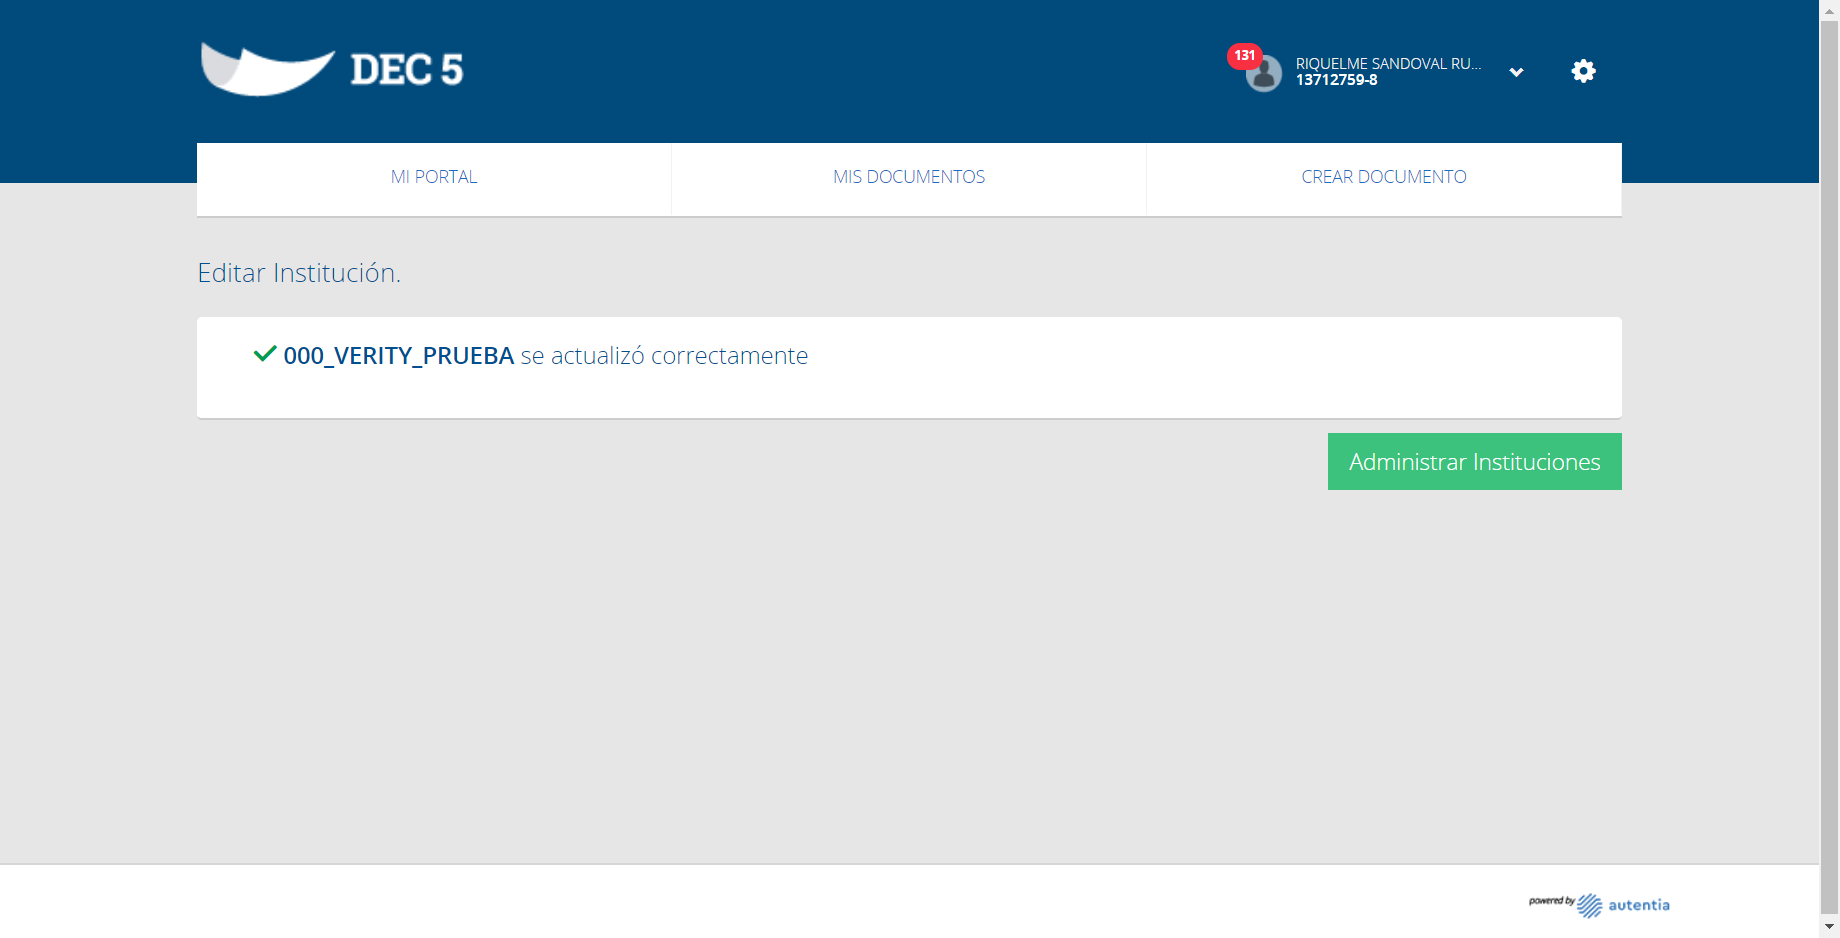 DEC 5
131
RIQUELME SANDOVAL RU...
13712759-8
MI PORTAL
MIS DOCUMENTOS
CREAR DOCUMENTO
Editar Institución.
000_VERITY_PRUEBA se actualizó correctamente
Administrar Instituciones
powered by autentia